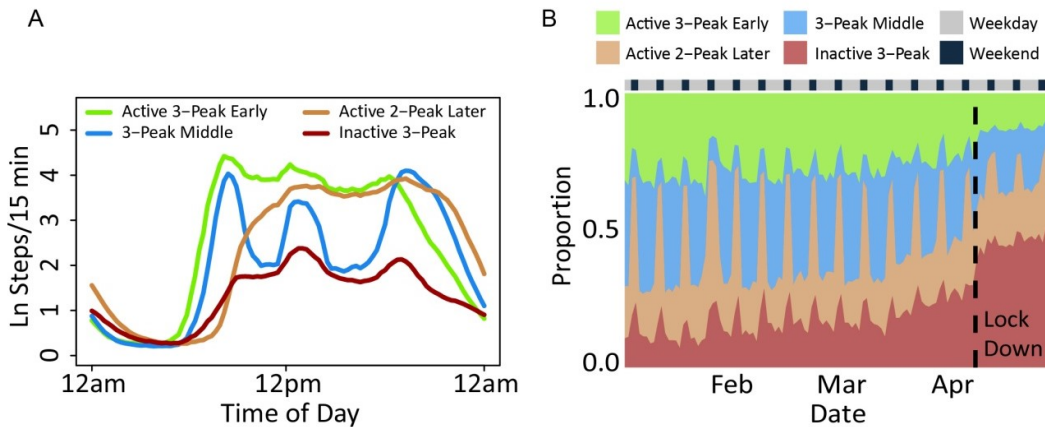 A
B
Active 3-Peak Early
3-Peak Middle
Weekday
Active 2-Peak Later
Inactive 3-Peak
Weekend
Active 3-Peak Early
Active 2-Peak Later
3-Peak Middle
Inactive 3-Peak
Ln Steps/15 min
5
4
3
2
1
0
12am
12pm
12am
Time of Day
Proportion
1.0
0.5
0.0
Lock
Down
Feb
Mar
Apr
Date